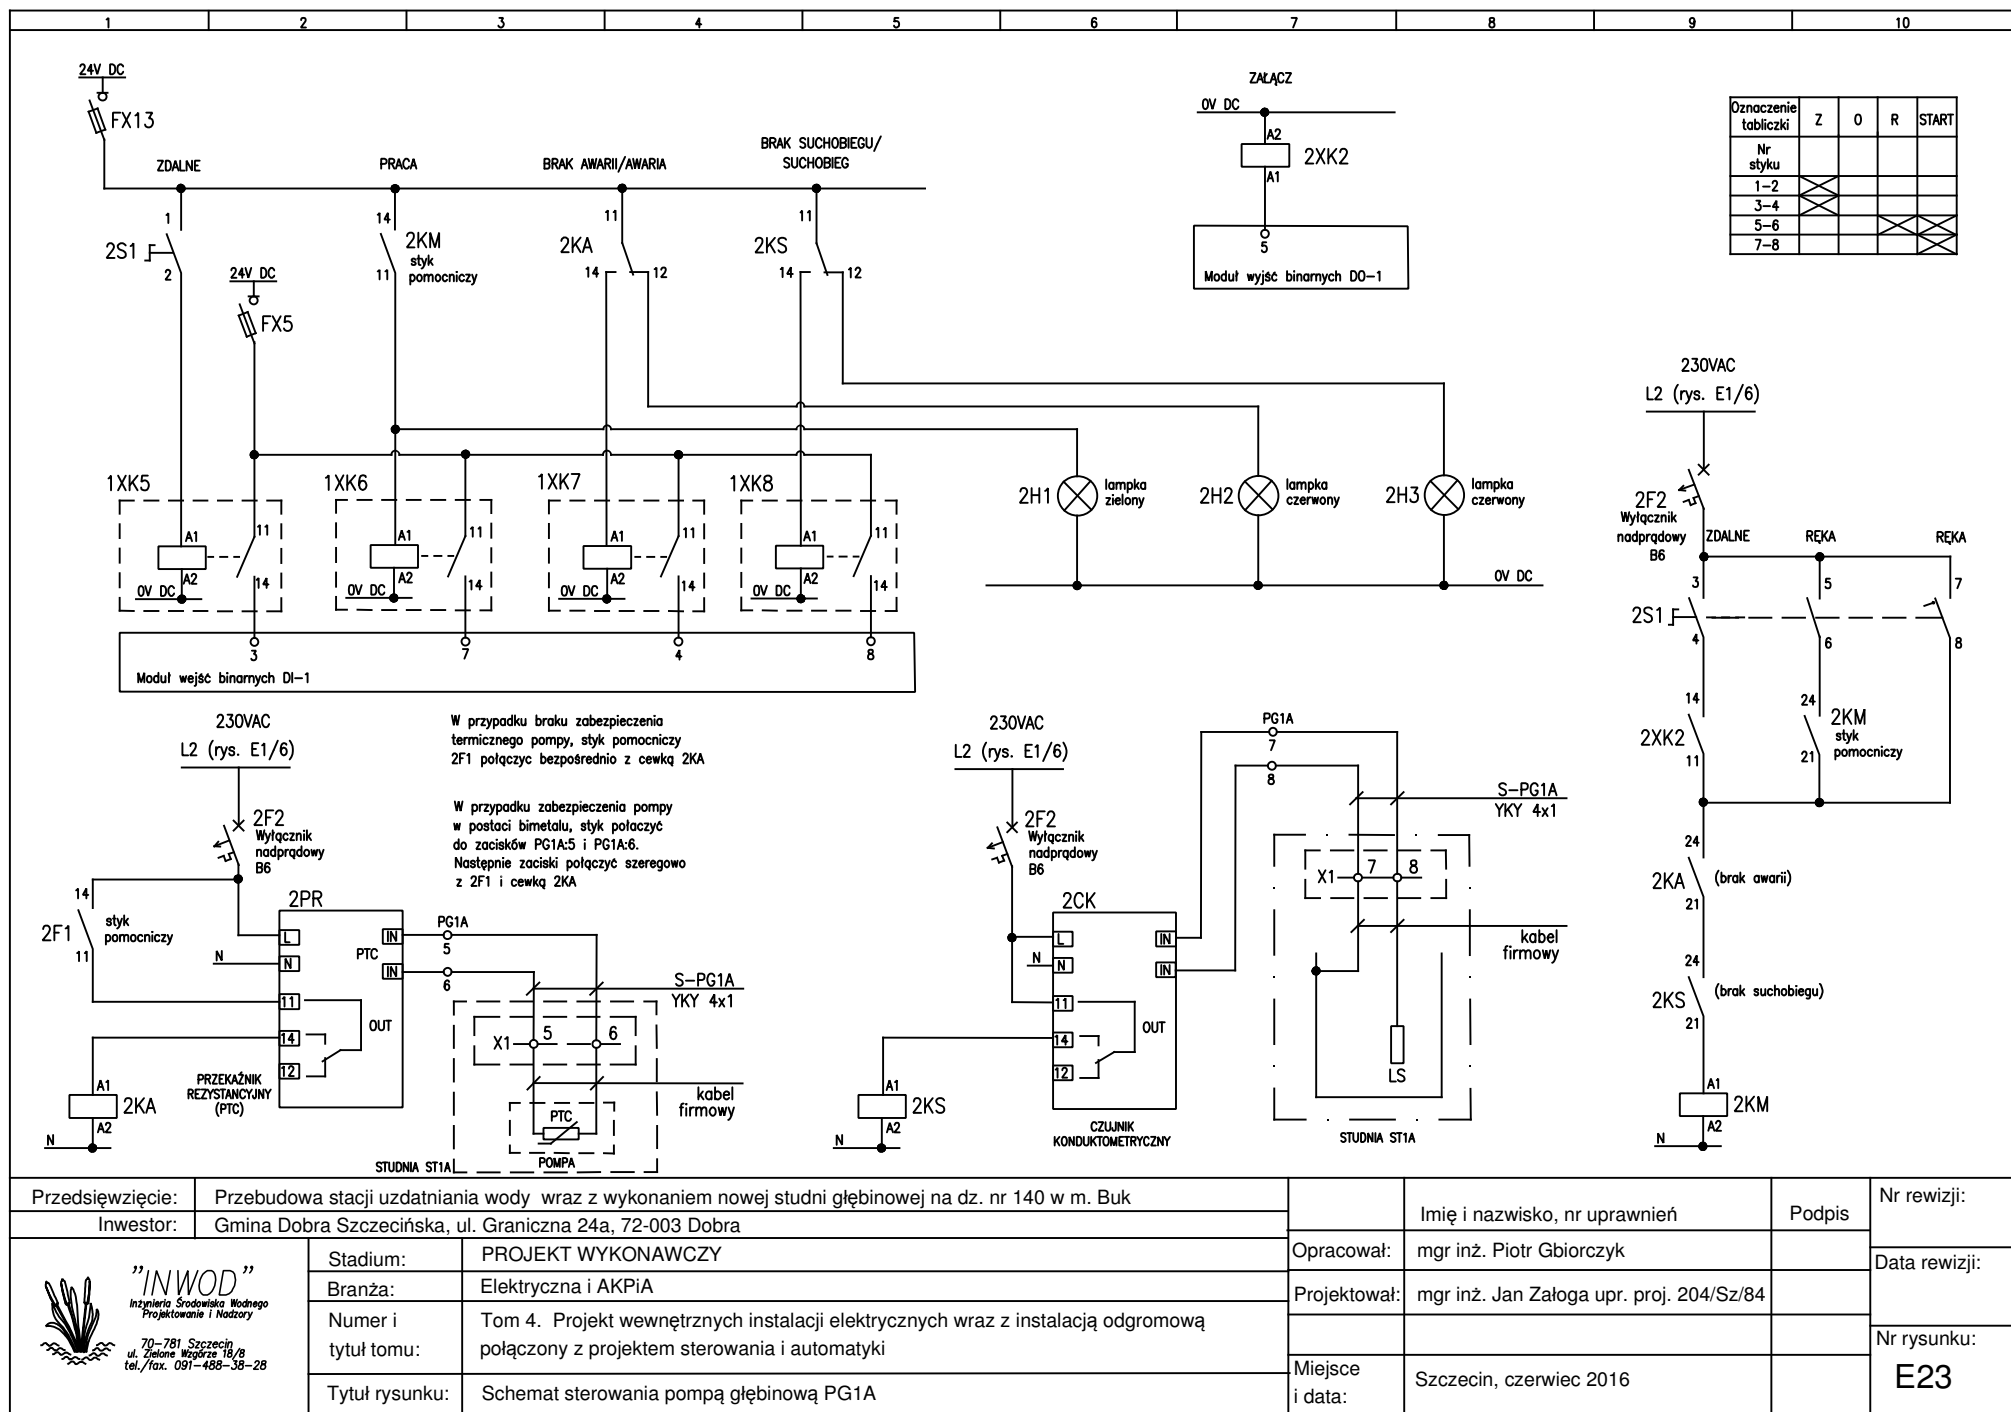 1 2 3 4 5 6 7 8 9 10
24V DC
FX13
ZDALNE
PRACA
BRAK AWARII/AWARIA
BRAK SUCHOBIEGU/
SUCHOBIEG
1
2S1
2
24V DC
FX5
14
2KM
styk
pomocniczy
11
11
2KA
14
12
11
2KS
14
12
ZAŁĄCZ
0V DC
A2
2XK2
A1
5
Moduł wyjść binarnych DO-1
Oznaczenie
tabliczki
Z O R START
Nr
styku
1-2
3-4
5-6
7-8
1XK5
A1
A2
0V DC
11
14
1XK6
A1
A2
0V DC
11
14
1XK7
A1
A2
0V DC
11
14
1XK8
A1
A2
0V DC
11
14
3 7 4 8
Moduł wejść binarnych DI-1
2H1
lampka
zielony
2H2
lampka
czerwony
2H3
lampka
czerwony
0V DC
230VAC
L2 (rys. E1/6)
2F2
Wyłącznik
nadprądowy
B6
ZDALNE
RĘKA
RĘKA
3
5
7
2S1
4
6
8
14
2XK2
11
24
2KM
styk
pomocniczy
21
24
2KA
(brak awarii)
21
24
2KS
(brak suchobiegu)
21
A1
2KM
A2
N
230VAC
L2 (rys. E1/6)
2F2
Wyłącznik
nadprądowy
B6
14
2F1
styk
pomocniczy
11
2PR
L
N
N
11
14
12
IN
PTC
IN
OUT
PRZEKAŹNIK
REZYSTANCYJNY
(PTC)
A1
2KA
A2
N
W przypadku braku zabezpieczenia
termicznego pompy, styk pomocniczy
2F1 połączyc bezpośrednio z cewką 2KA
W przypadku zabezpieczenia pompy
w postaci bimetalu, styk połaczyć
do zacisków PG1A:5 i PG1A:6.
Następnie zaciski połączyć szeregowo
z 2F1 i cewką 2KA
PG1A
5
6
S-PG1A
YKY 4x1
X1
5
6
kabel
firmowy
PTC
POMPA
STUDNIA ST1A
230VAC
L2 (rys. E1/6)
2F2
Wyłącznik
nadprądowy
B6
2CK
L
N
N
11
14
12
IN
IN
OUT
CZUJNIK
KONDUKTOMETRYCZNY
A1
2KS
A2
N
PG1A
7
8
S-PG1A
YKY 4x1
X1
7
8
kabel
firmowy
LS
STUDNIA ST1A
Przedsięwzięcie: Przebudowa stacji uzdatniania wody wraz z wykonaniem nowej studni głębinowej na dz. nr 140 w m. Buk
Inwestor: Gmina Dobra Szczecińska, ul. Graniczna 24a, 72-003 Dobra
"INWOD"
Inżynieria Środowiska Wodnego
Projektowanie i Nadzory
70-781 Szczecin
ul. Zielone Wzgórze 18/8
tel./fax. 091-488-38-28
Stadium: PROJEKT WYKONAWCZY
Branża: Elektryczna i AKPiA
Numer i
tytuł tomu:
Tom 4. Projekt wewnętrznych instalacji elektrycznych wraz z instalacją odgromową
połączony z projektem sterowania i automatyki
Tytuł rysunku: Schemat sterowania pompą głębinową PG1A
Imię i nazwisko, nr uprawnień Podpis
Opracował: mgr inż. Piotr Gbiorczyk
Projektował: mgr inż. Jan Załoga upr. proj. 204/Sz/84
Miejsce
i data:
Szczecin, czerwiec 2016
Nr rewizji:
Data rewizji:
Nr rysunku:
E23